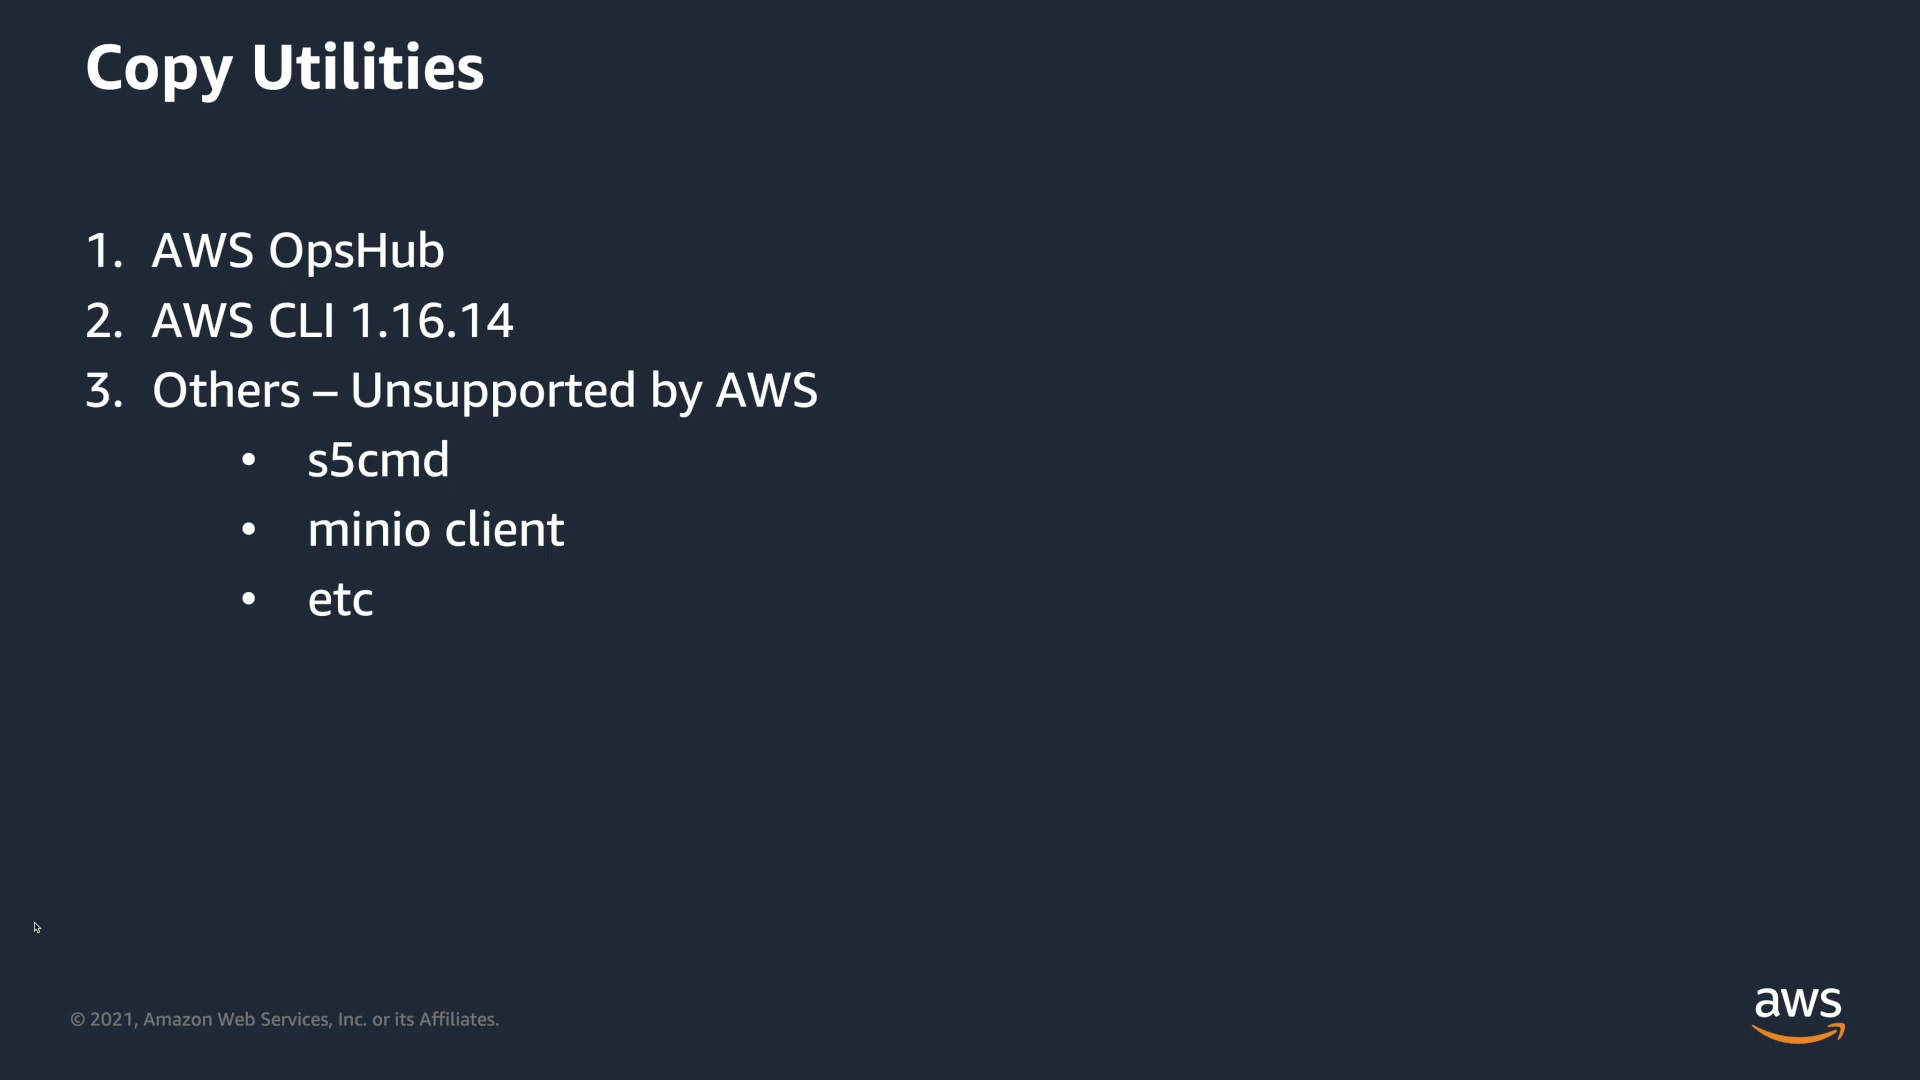 Copy Utilities
1. AWS OpsHub
2. AWS CLI 1.16.14
3. Others – Unsupported by AWS
• s5cmd
• minio client
• etc
© 2021, Amazon Web Services, Inc. or its Affiliates.
aws